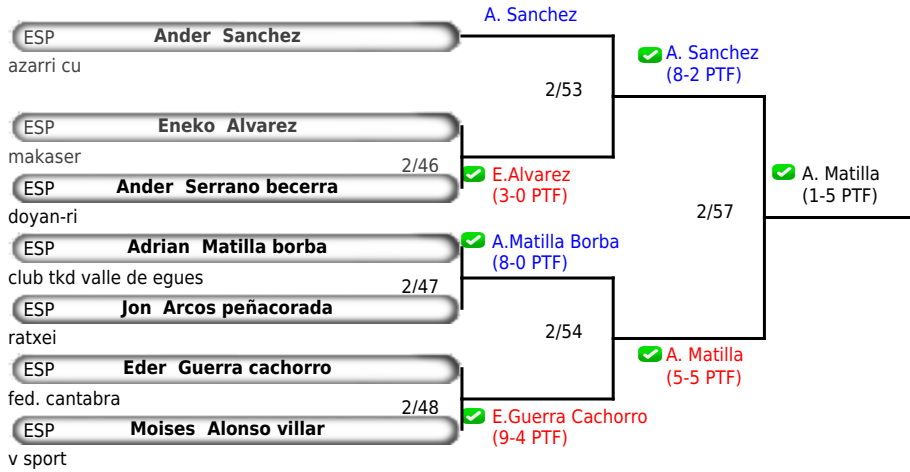 A. Sanchez
ESP Ander Sanchez
azarri cu
A. Sanchez
(8-2 PTF)
2/53
ESP Eneko Alvarez
makaser
2/46
E.Alvarez
(3-0 PTF)
ESP Ander Serrano becerra
doyan-ri
A. Matilla
(1-5 PTF)
2/57
ESP Adrian Matilla borba
club tkd valle de egues
A.Matilla Borba
(8-0 PTF)
2/47
ESP Jon Arcos peñacorada
ratxei
2/54
A. Matilla
(5-5 PTF)
ESP Eder Guerra cachorro
fed. cantabra
2/48
E.Guerra Cachorro
(9-4 PTF)
ESP Moises Alonso villar
v sport